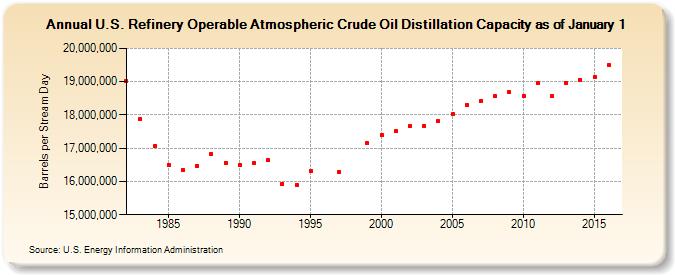 Annual U.S. Refinery Operable Atmospheric Crude Oil Distillation Capacity as of January 1
Barrels per Stream Day
20,000,000
19,000,000
18,000,000
17,000,000
16,000,000
15,000,000
1985 1990 1995 2000 2005 2010 2015
Source: U.S. Energy Information Administration